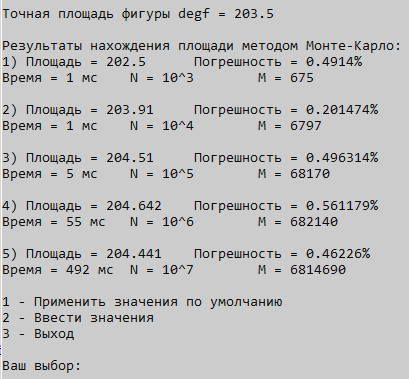 Точная площадь фигуры degf = 203.5
Результаты нахождения площади методом Монте-Карло:
1) Площадь = 202.5 Погрешность = 0.4914%
Время = 1 мс N = 10^3 M = 675
2) Площадь = 203.91 Погрешность = 0.201474%
Время = 1 мс N = 10^4 M = 6797
3) Площадь = 204.51 Погрешность = 0.496314%
Время = 5 мс N = 10^5 M = 68170
4) Площадь = 204.642 Погрешность = 0.561179%
Время = 55 мс N = 10^6 M = 682140
5) Площадь = 204.441 Погрешность = 0.46226%
Время = 492 мс N = 10^7 M = 6814690
1 - Применить значения по умолчанию
2 - Ввести значения
3 - Выход
Ваш выбор: